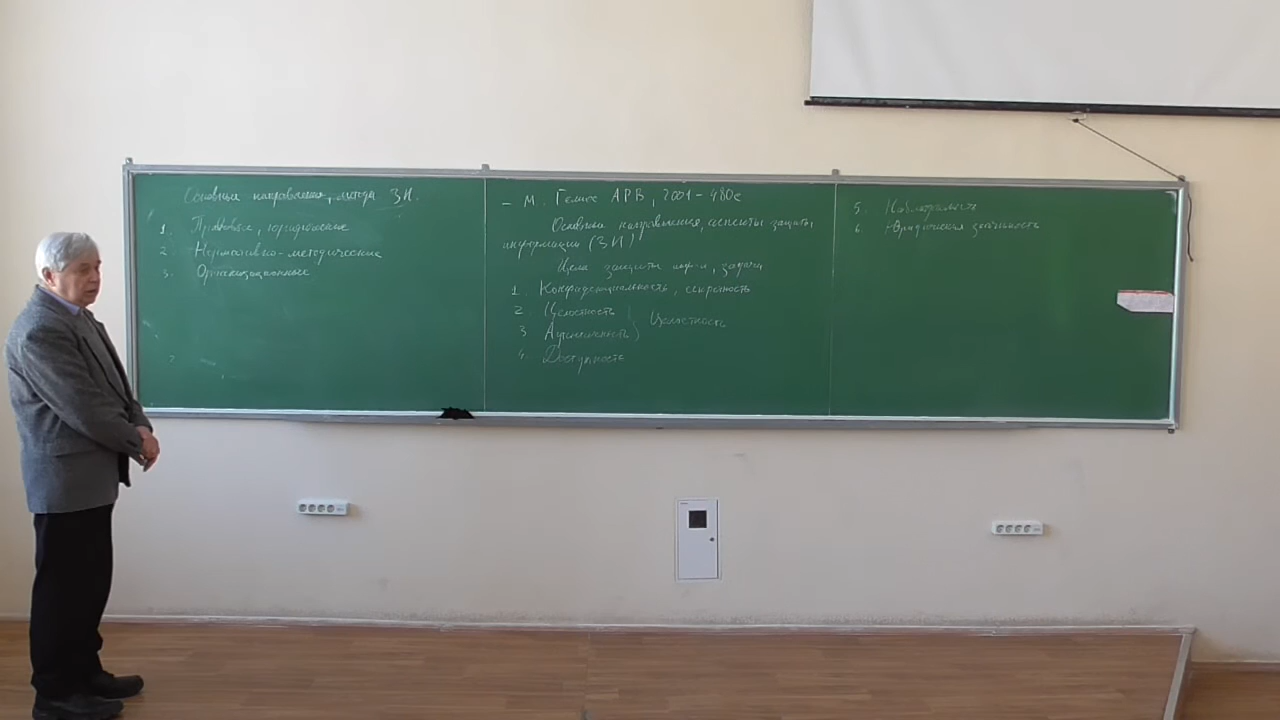 Основные направления, методы ЗИ.
1. Правовые, юридические
2. Нормативно-методические
3. Организационные
– М. Гелиос АРВ, 2001 – 480с
Основные направления, аспекты защиты
информации (ЗИ)
Цели защиты информ, задачи
1. Конфиденциальность, секретность
2. Целостность
3. Аутентичность) Целостность
4. Доступность
5. Наблюдаемость
6. Юридическая